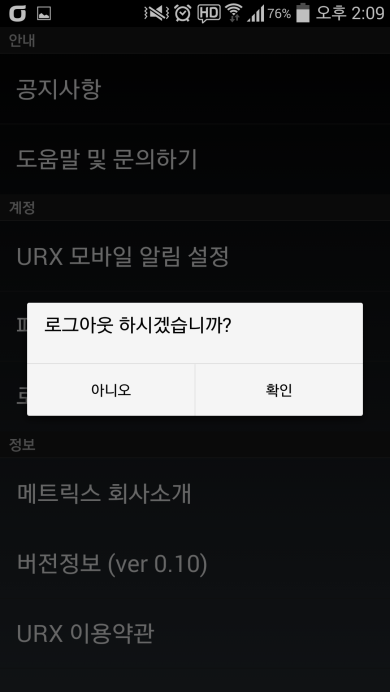 HD 76% 오후 2:09
안내
공지사항
도움말 및 문의하기
계정
URX 모바일 알림 설정
로그아웃 하시겠습니까?
아니오 확인
정보
메트릭스 회사소개
버전정보 (ver 0.10)
URX 이용약관